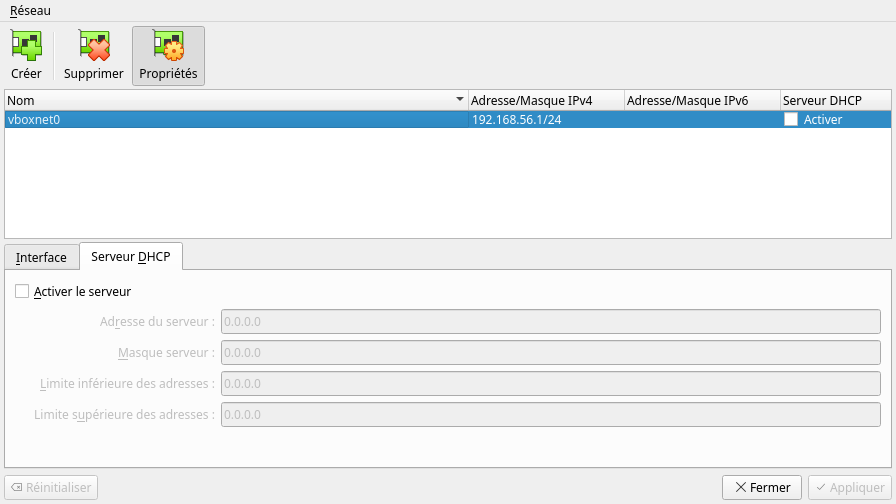 Réseau
Créer Supprimer Propriétés
Nom Adresse/Masque IPv4 Adresse/Masque IPv6 Serveur DHCP
vboxnet0 192.168.56.1/24 Activer
Interface Serveur DHCP
Activer le serveur
Adresse du serveur : 0.0.0.0
Masque serveur : 0.0.0.0
Limite inférieure des adresses : 0.0.0.0
Limite supérieure des adresses : 0.0.0.0
Réinitialiser Fermer Appliquer